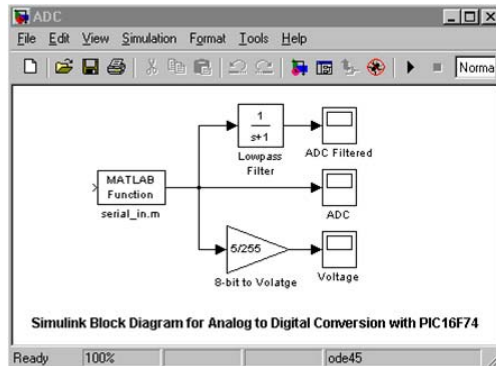 ADC
File Edit View Simulation Format Tools Help
Norma
1
s+1
Lowpass
Filter
ADC Filtered
MATLAB
Function
serial_in.m
ADC
5/255
8-bit to Volatge
Voltage
Simulink Block Diagram for Analog to Digital Conversion with PIC16F74
Ready 100% ode45